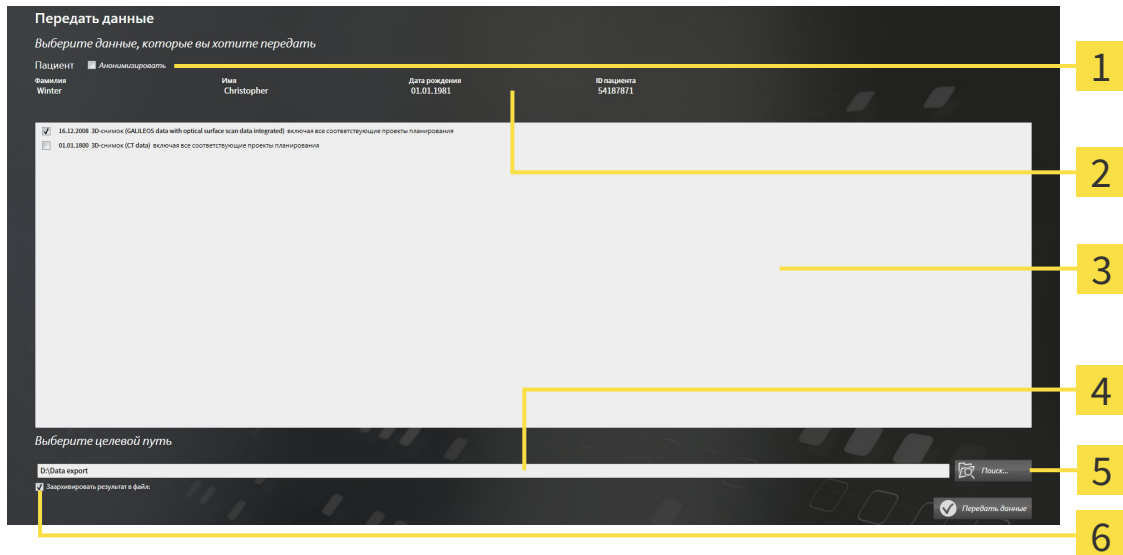 Передать данные
Выберите данные, которые вы хотите передать
Пациент Анонимизировать
Фамилия Имя Дата рождения ID пациента
Winter Christopher 01.01.1981 54187871
16.12.2008 3D-снимок (GALILEOS data with optical surface scan data integrated) включая все соответствующие проекты планирования
01.01.1800 3D-снимок (CT data) включая все соответствующие проекты планирования
Выберите целевой путь
D:\Data export
Поиск...
Заархивировать результат в файл:
Передать данные
1
2
3
4
5
6